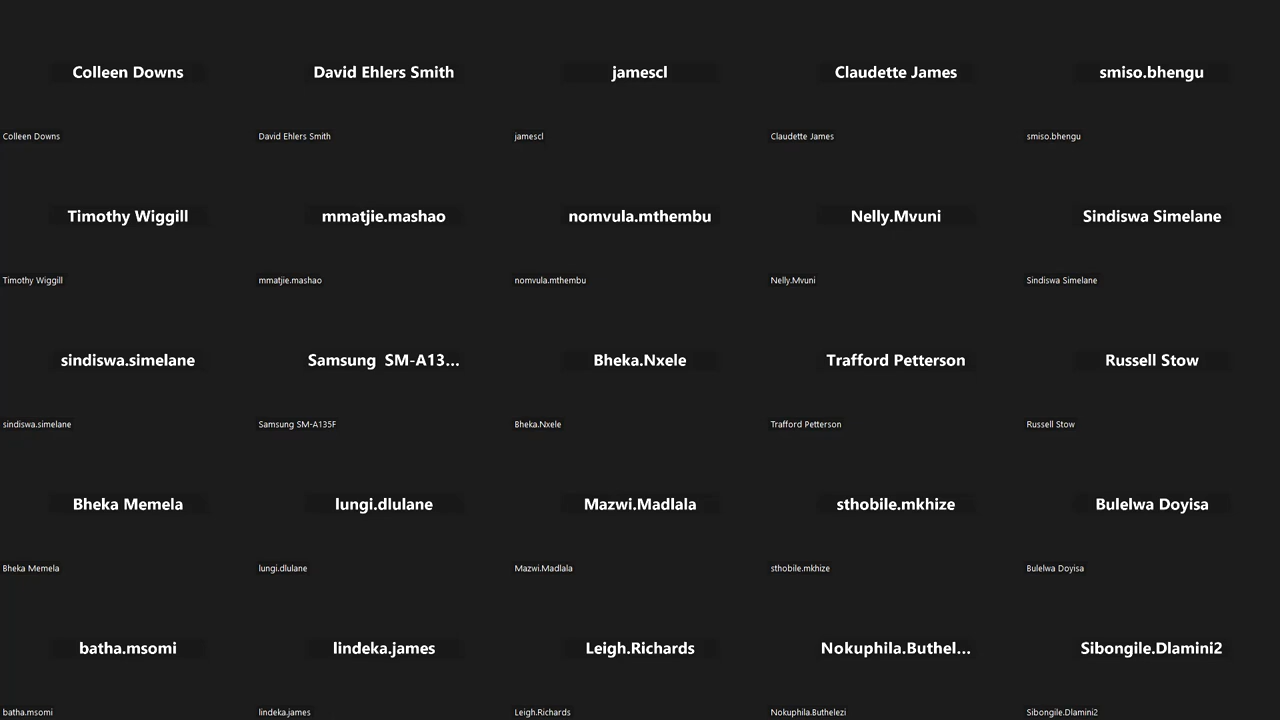 Colleen Downs
David Ehlers Smith
jamescl
Claudette James
smiso.bhengu
Colleen Downs
David Ehlers Smith
jamescl
Claudette James
smiso.bhengu
Timothy Wiggill
mmatjie.mashao
nomvula.mthembu
Nelly.Mvuni
Sindiswa Simelane
Timothy Wiggill
mmatjie.mashao
nomvula.mthembu
Nelly.Mvuni
Sindiswa Simelane
sindiswa.simelane
Samsung SM-A13...
Bheka.Nxele
Trafford Petterson
Russell Stow
sindiswa.simelane
Samsung SM-A135F
Bheka.Nxele
Trafford Petterson
Russell Stow
Bheka Memela
lungi.dlulane
Mazwi.Madlala
sthobile.mkhize
Bulelwa Doyisa
Bheka Memela
lungi.dlulane
Mazwi.Madlala
sthobile.mkhize
Bulelwa Doyisa
batha.msomi
lindeka.james
Leigh.Richards
Nokuphila.Buthel...
Sibongile.Dlamini2
batha.msomi
lindeka.james
Leigh.Richards
Nokuphila.Buthelezi
Sibongile.Dlamini2